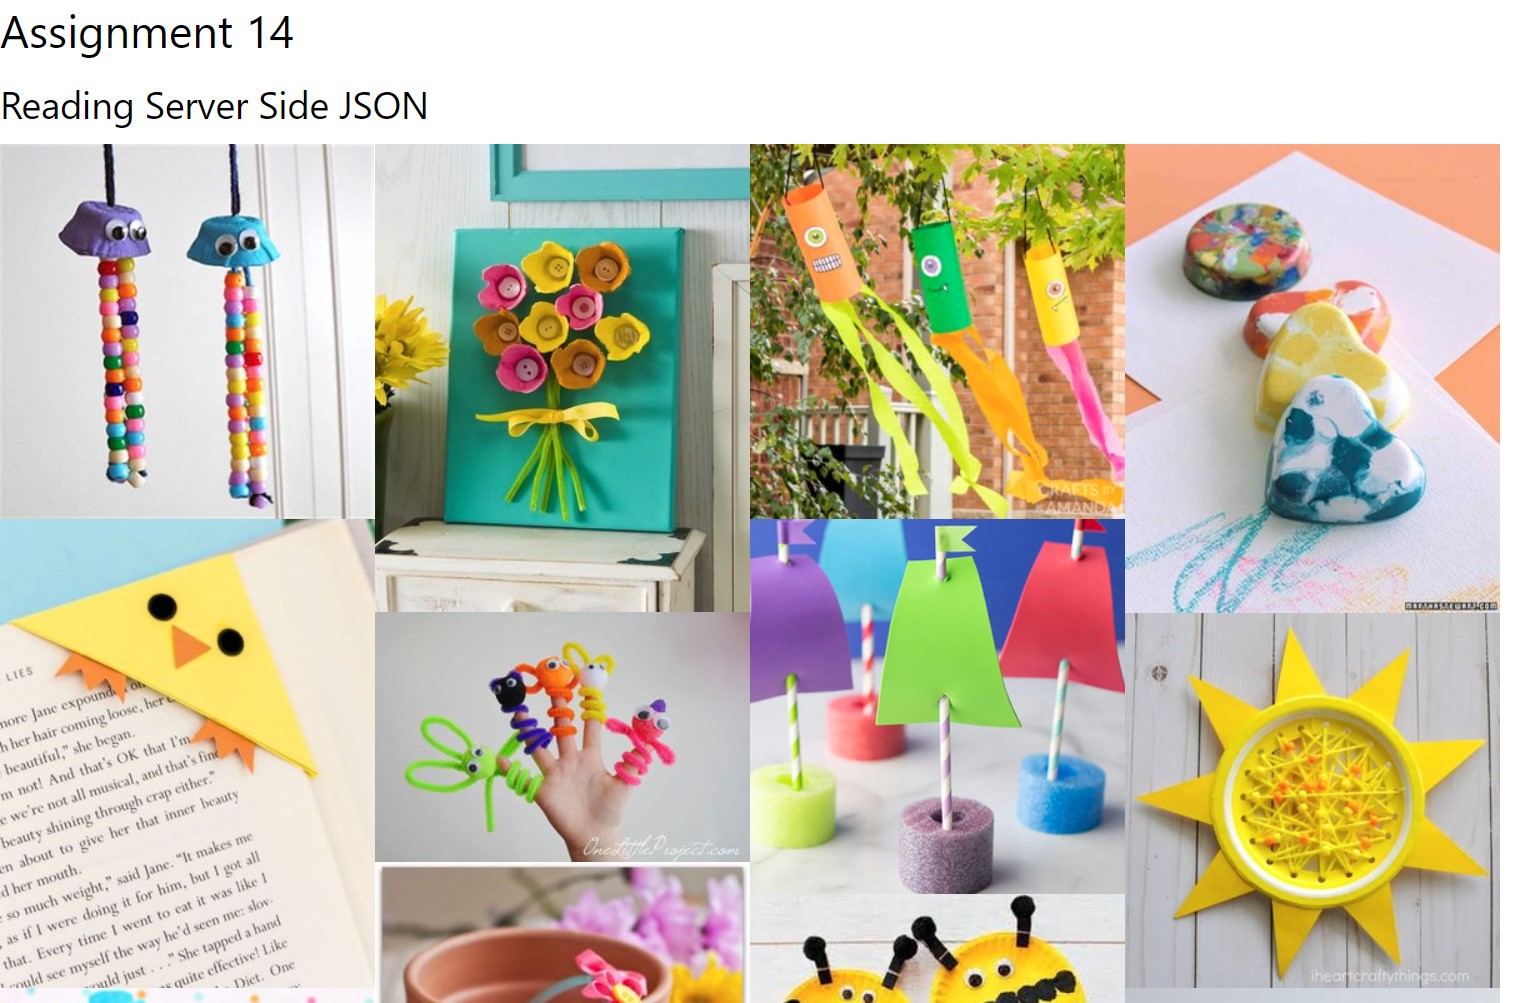 Assignment 14
Reading Server Side JSON
CRAFTS BY
AMANDA
MARTHASTEWART.COM
LIES
more Jane expound
h her hair coming loose, her
beautiful," she began.
m not! And that's OK that I'm
we're not all musical, and that's fine
beauty shining through crap either."
en about to give her that inner beauty
d her mouth.
so much weight," said Jane. "It makes me
as if I were doing it for him, but I got all
that. Every time I went to eat it was like I
could see myself the way he'd seen me: slov-
ould just . . ." She tapped a hand
quite effective! Like
Diet. One
OneLittleProject.com
iheartcraftythings.com